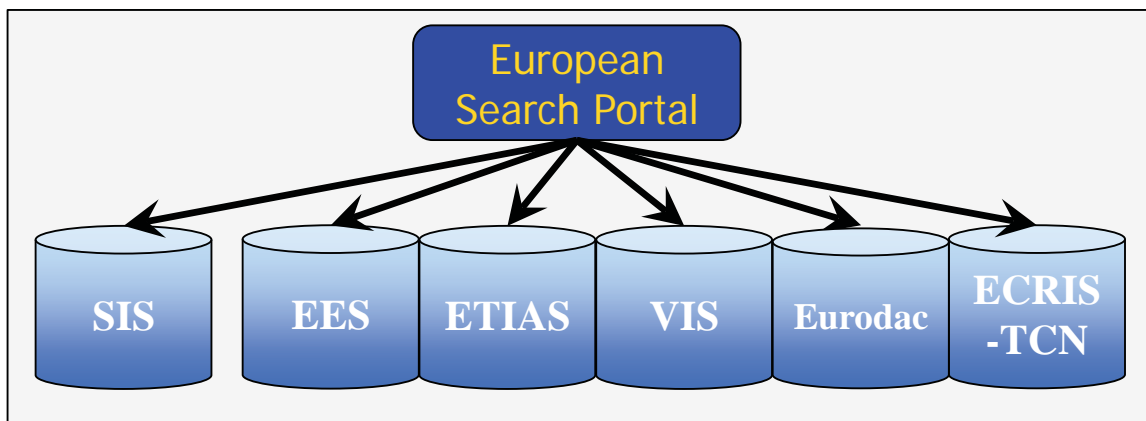 European
Search Portal
SIS
EES
ETIAS
VIS
Eurodac
ECRIS
-TCN